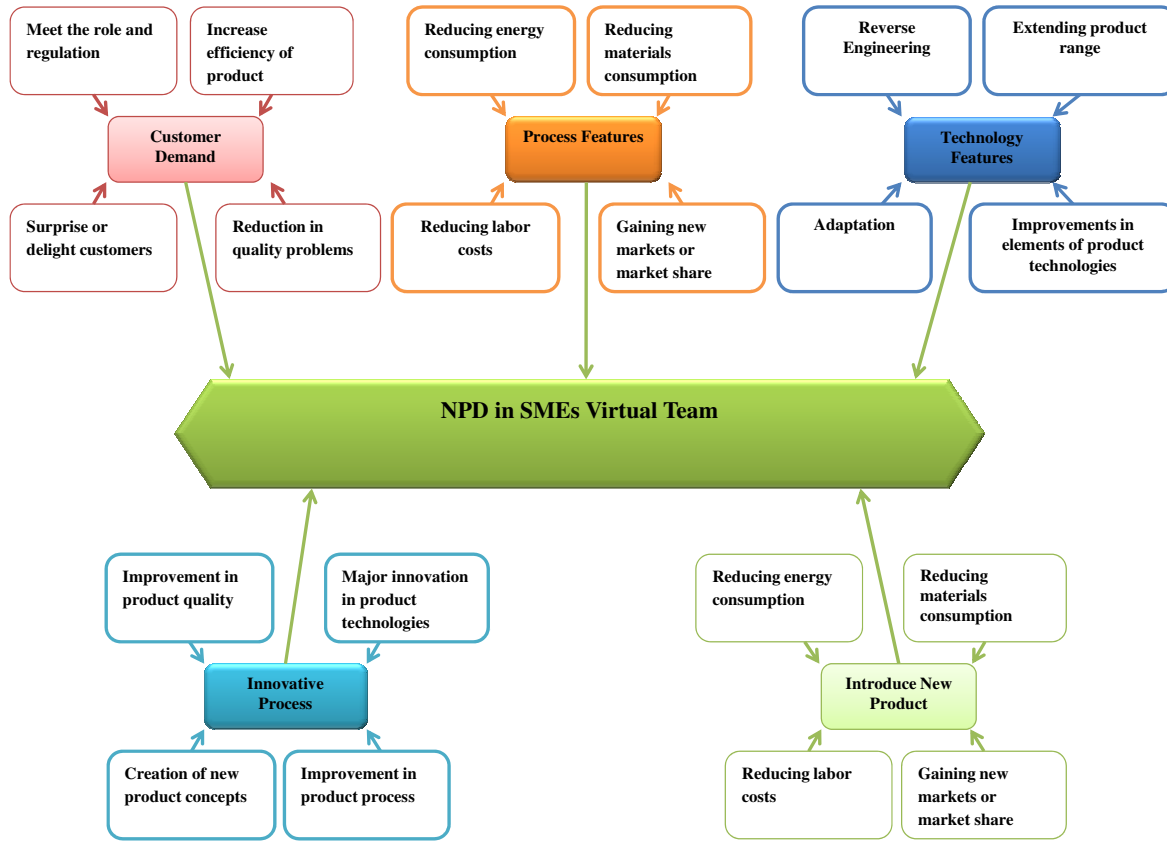 Meet the role and
regulation
Increase
efficiency of
product
Customer
Demand
Surprise or
delight customers
Reduction in
quality problems
Reducing energy
consumption
Reducing
materials
consumption
Process Features
Reducing labor
costs
Gaining new
markets or
market share
Reverse
Engineering
Extending product
range
Technology
Features
Adaptation
Improvements in
elements of product
technologies
NPD in SMEs Virtual Team
Improvement in
product quality
Major innovation
in product
technologies
Innovative
Process
Creation of new
product concepts
Improvement in
product process
Reducing energy
consumption
Reducing
materials
consumption
Introduce New
Product
Reducing labor
costs
Gaining new
markets or
market share